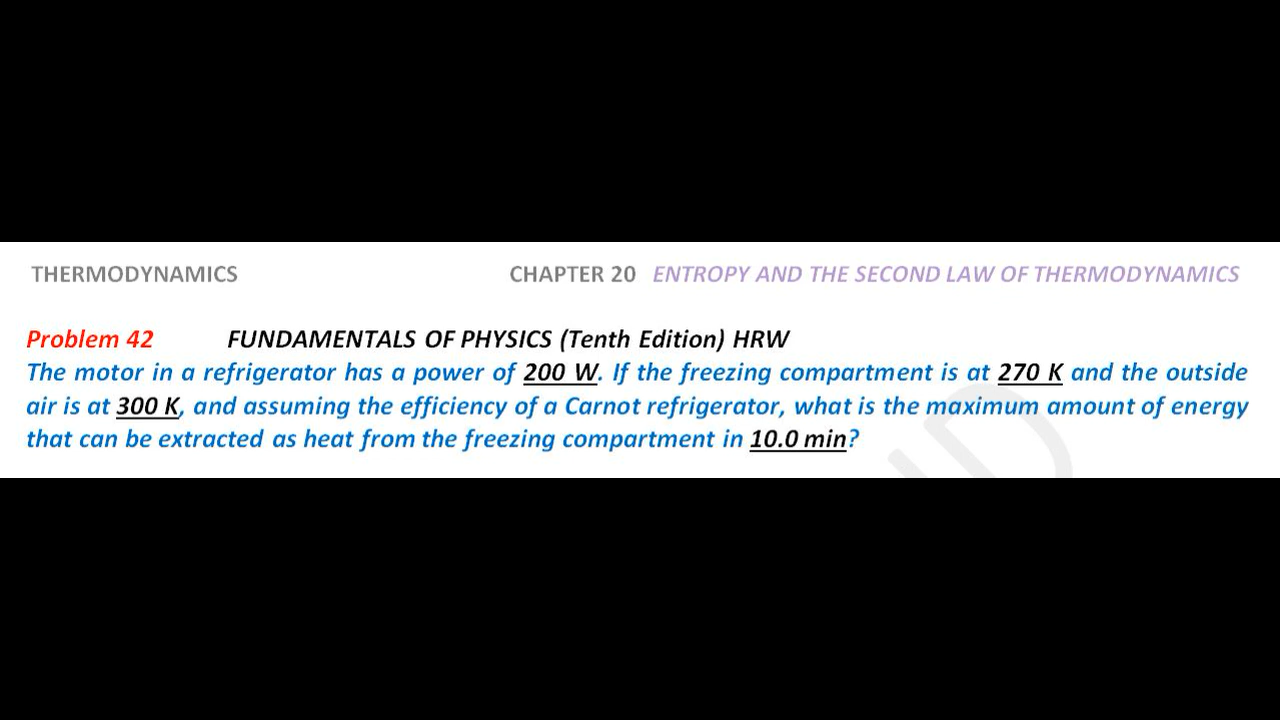 THERMODYNAMICS CHAPTER 20 ENTROPY AND THE SECOND LAW OF THERMODYNAMICS
Problem 42 FUNDAMENTALS OF PHYSICS (Tenth Edition) HRW
The motor in a refrigerator has a power of 200 W. If the freezing compartment is at 270 K and the outside
air is at 300 K, and assuming the efficiency of a Carnot refrigerator, what is the maximum amount of energy
that can be extracted as heat from the freezing compartment in 10.0 min?